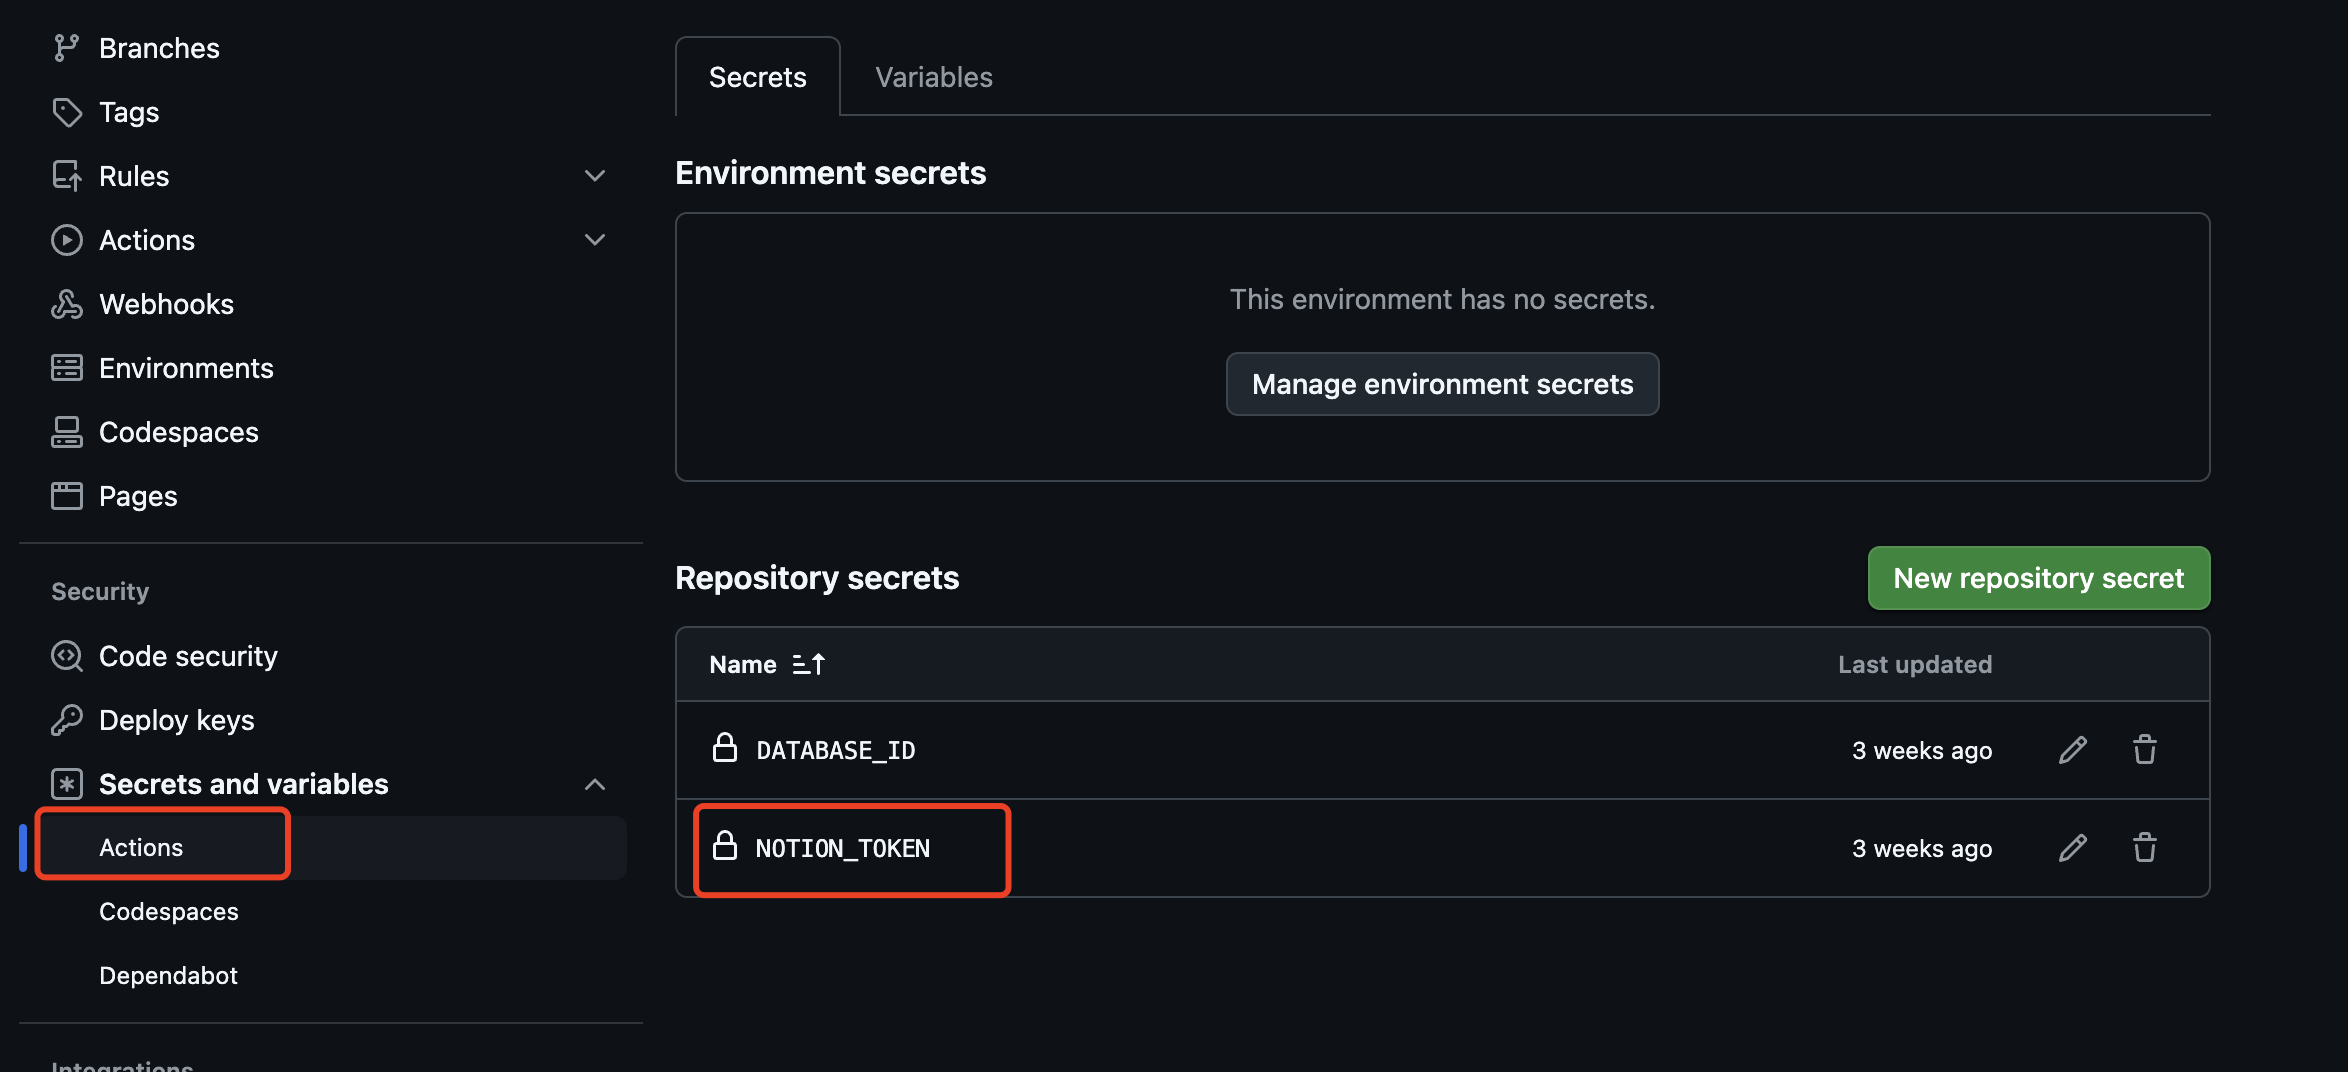 Branches
Tags
Rules
Actions
Webhooks
Environments
Codespaces
Pages
Security
Code security
Deploy keys
Secrets and variables
Actions
Codespaces
Dependabot
Integrations
Secrets
Variables
Environment secrets
This environment has no secrets.
Manage environment secrets
Repository secrets
New repository secret
Name
Last updated
DATABASE_ID
3 weeks ago
NOTION_TOKEN
3 weeks ago